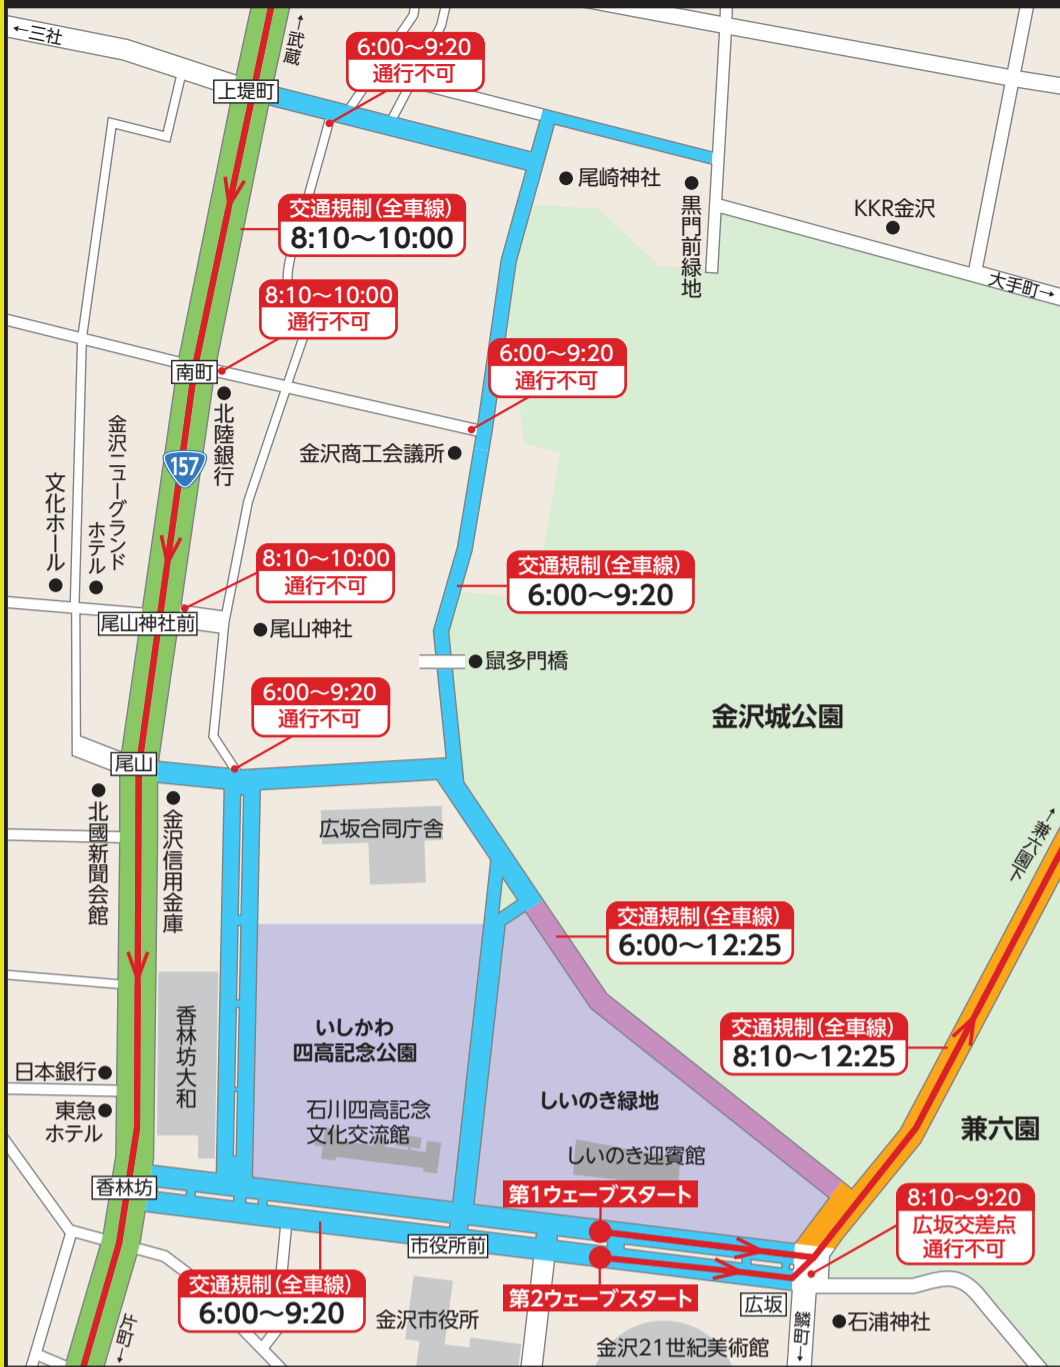 ←三社
↑武蔵
6:00〜9:20
通行不可
上堤町
尾崎神社
黒門前緑地
KKR金沢
大手町→
交通規制(全車線)
8:10〜10:00
8:10〜10:00
通行不可
南町
6:00〜9:20
通行不可
北陸銀行
金沢商工会議所
157
金沢ニューグランド
ホテル
文化ホール
8:10〜10:00
通行不可
交通規制(全車線)
6:00〜9:20
尾山神社前
尾山神社
鼠多門橋
6:00〜9:20
通行不可
金沢城公園
尾山
北國新聞会館
金沢信用金庫
広坂合同庁舎
↑兼六園下
交通規制(全車線)
6:00〜12:25
香林坊大和
いしかわ
四高記念公園
交通規制(全車線)
8:10〜12:25
日本銀行
東急
ホテル
石川四高記念
文化交流館
しいのき緑地
兼六園
しいのき迎賓館
香林坊
第1ウェーブスタート
8:10〜9:20
広坂交差点
通行不可
市役所前
交通規制(全車線)
6:00〜9:20
第2ウェーブスタート
広坂
片町→
金沢市役所
金沢21世紀美術館
鱗町→
石浦神社